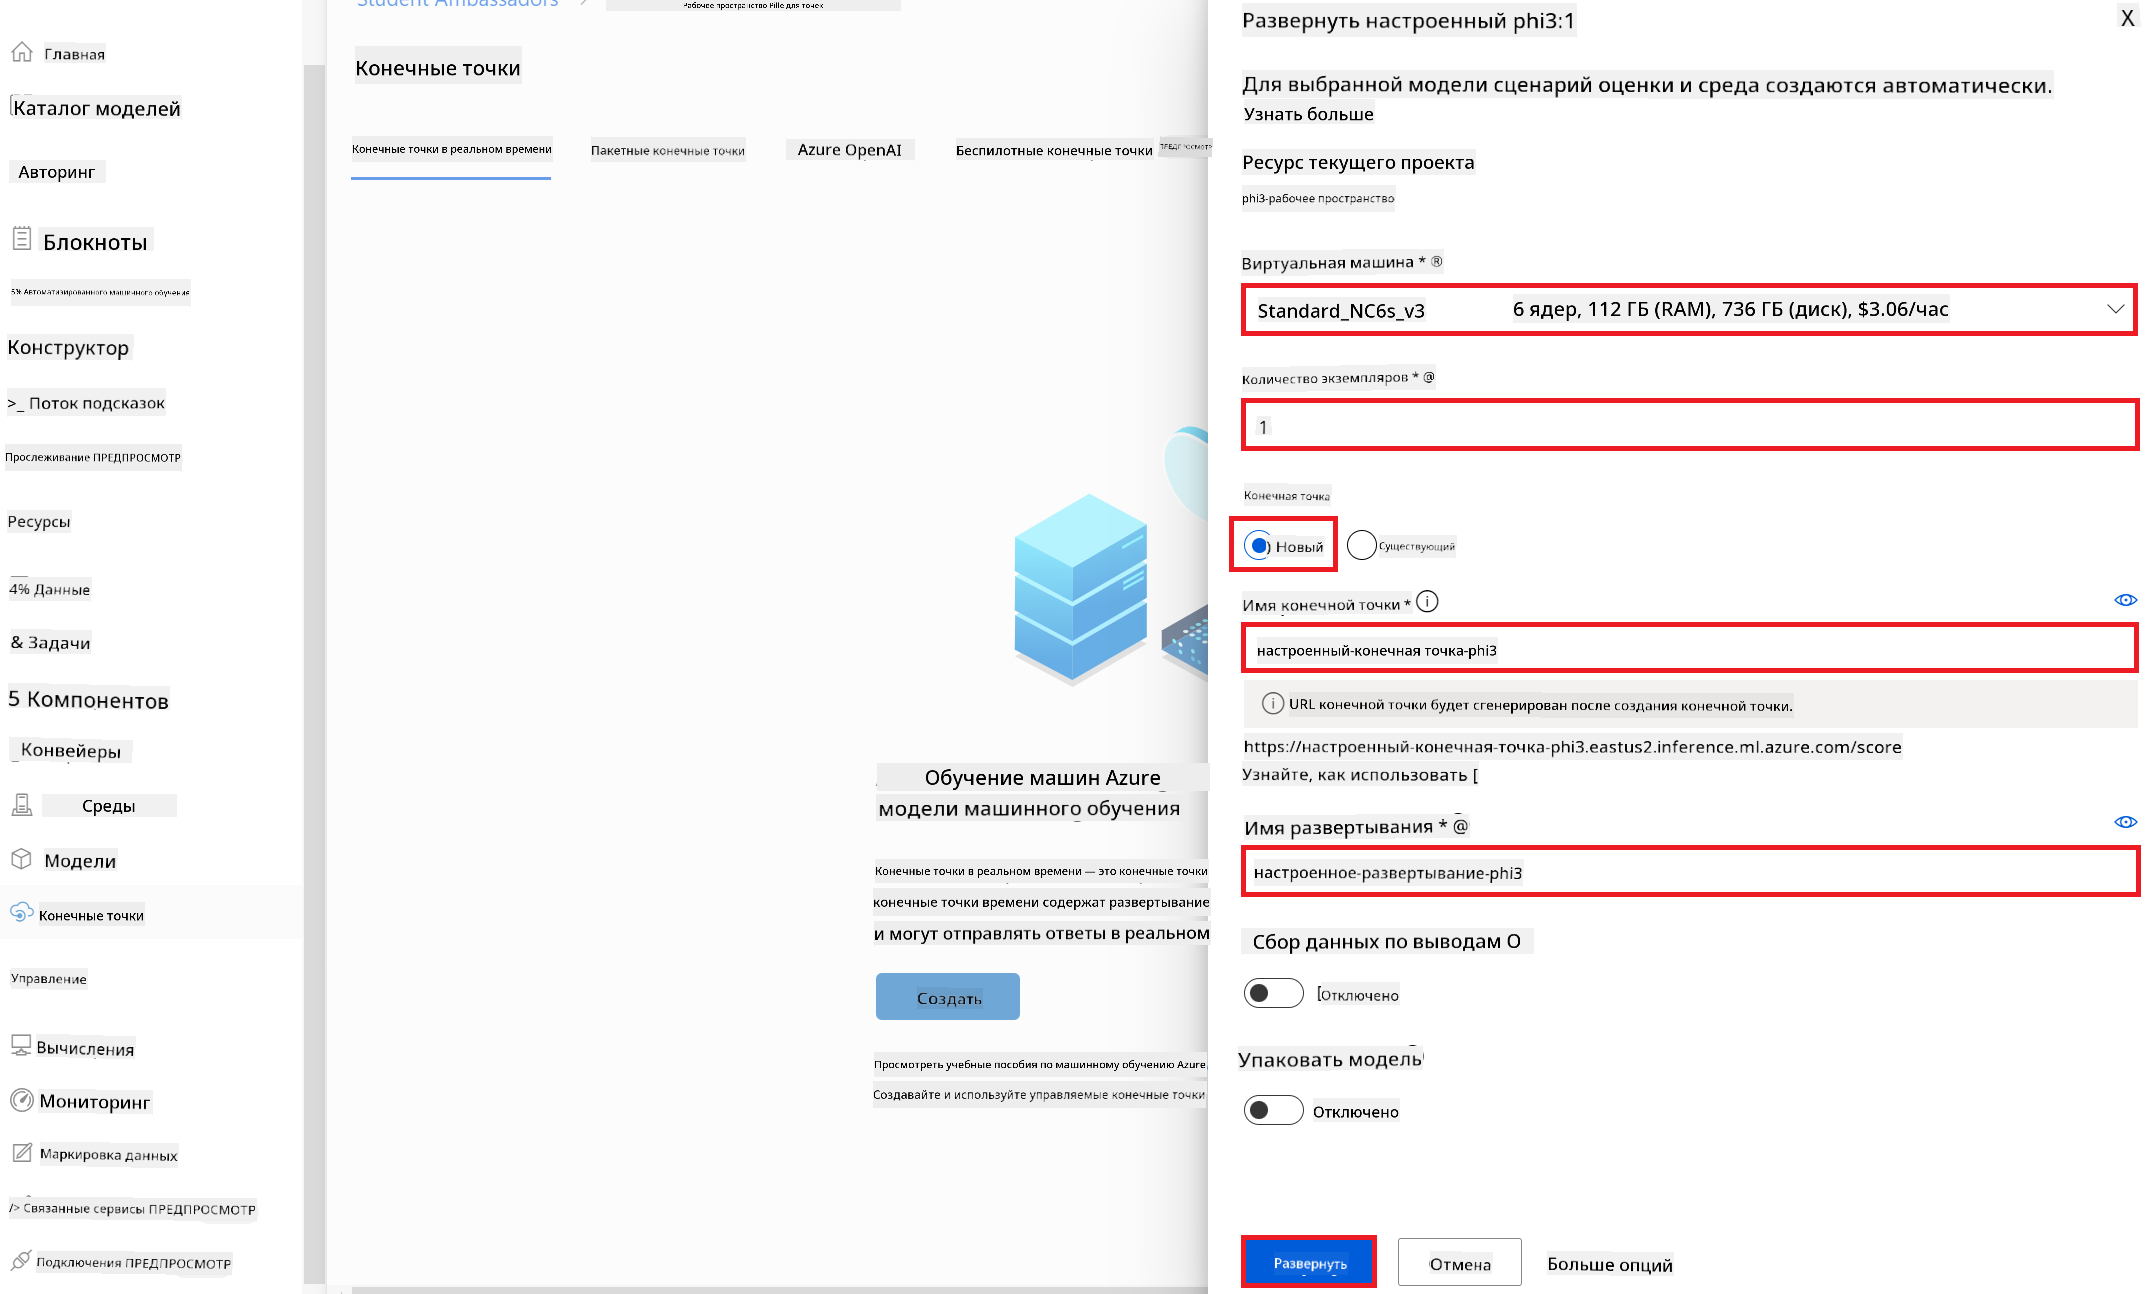 Student Ambassadors >
Рабочее пространство Pille для точек
Главная
Каталог моделей
Авторинг
Блокноты
5% Автоматизированного машинного обучения
Конструктор
>_ Поток подсказок
Прослеживание ПРЕДПРОСМОТР
Ресурсы
4% Данные
& Задачи
5 Компонентов
Конвейеры
Среды
Модели
Конечные точки
Управление
Вычисления
Мониторинг
Маркировка данных
/> Связанные сервисы ПРЕДПРОСМОТР
Подключения ПРЕДПРОСМОТР
Конечные точки
Конечные точки в реальном времени
Пакетные конечные точки
Azure OpenAI
Беспилотные конечные точки
ПРЕДПРОСМОТР
Обучение машин Azure
модели машинного обучения
Конечные точки в реальном времени — это конечные точки
конечные точки времени содержат развертывание
и могут отправлять ответы в реальном
Создать
Просмотреть учебные пособия по машинному обучению Azure
Создавайте и используйте управляемые конечные точки
Развернуть настроенный phi3:1
X
Для выбранной модели сценарий оценки и среда создаются автоматически.
Узнать больше
Ресурс текущего проекта
phi3-рабочее пространство
Виртуальная машина * ®
Standard_NC6s_v3 6 ядер, 112 ГБ (RAM), 736 ГБ (диск), $3.06/час
Количество экземпляров * @
1
Конечная точка
) Новый
Существующий
Имя конечной точки *
настроенный-конечная точка-phi3
URL конечной точки будет сгенерирован после создания конечной точки.
https://настроенный-конечная-точка-phi3.eastus2.inference.ml.azure.com/score
Узнайте, как использовать [
Имя развертывания * @
настроенное-развертывание-phi3
Сбор данных по выводам O
[Отключено
Упаковать модель
Отключено
Развернуть
Отмена
Больше опций